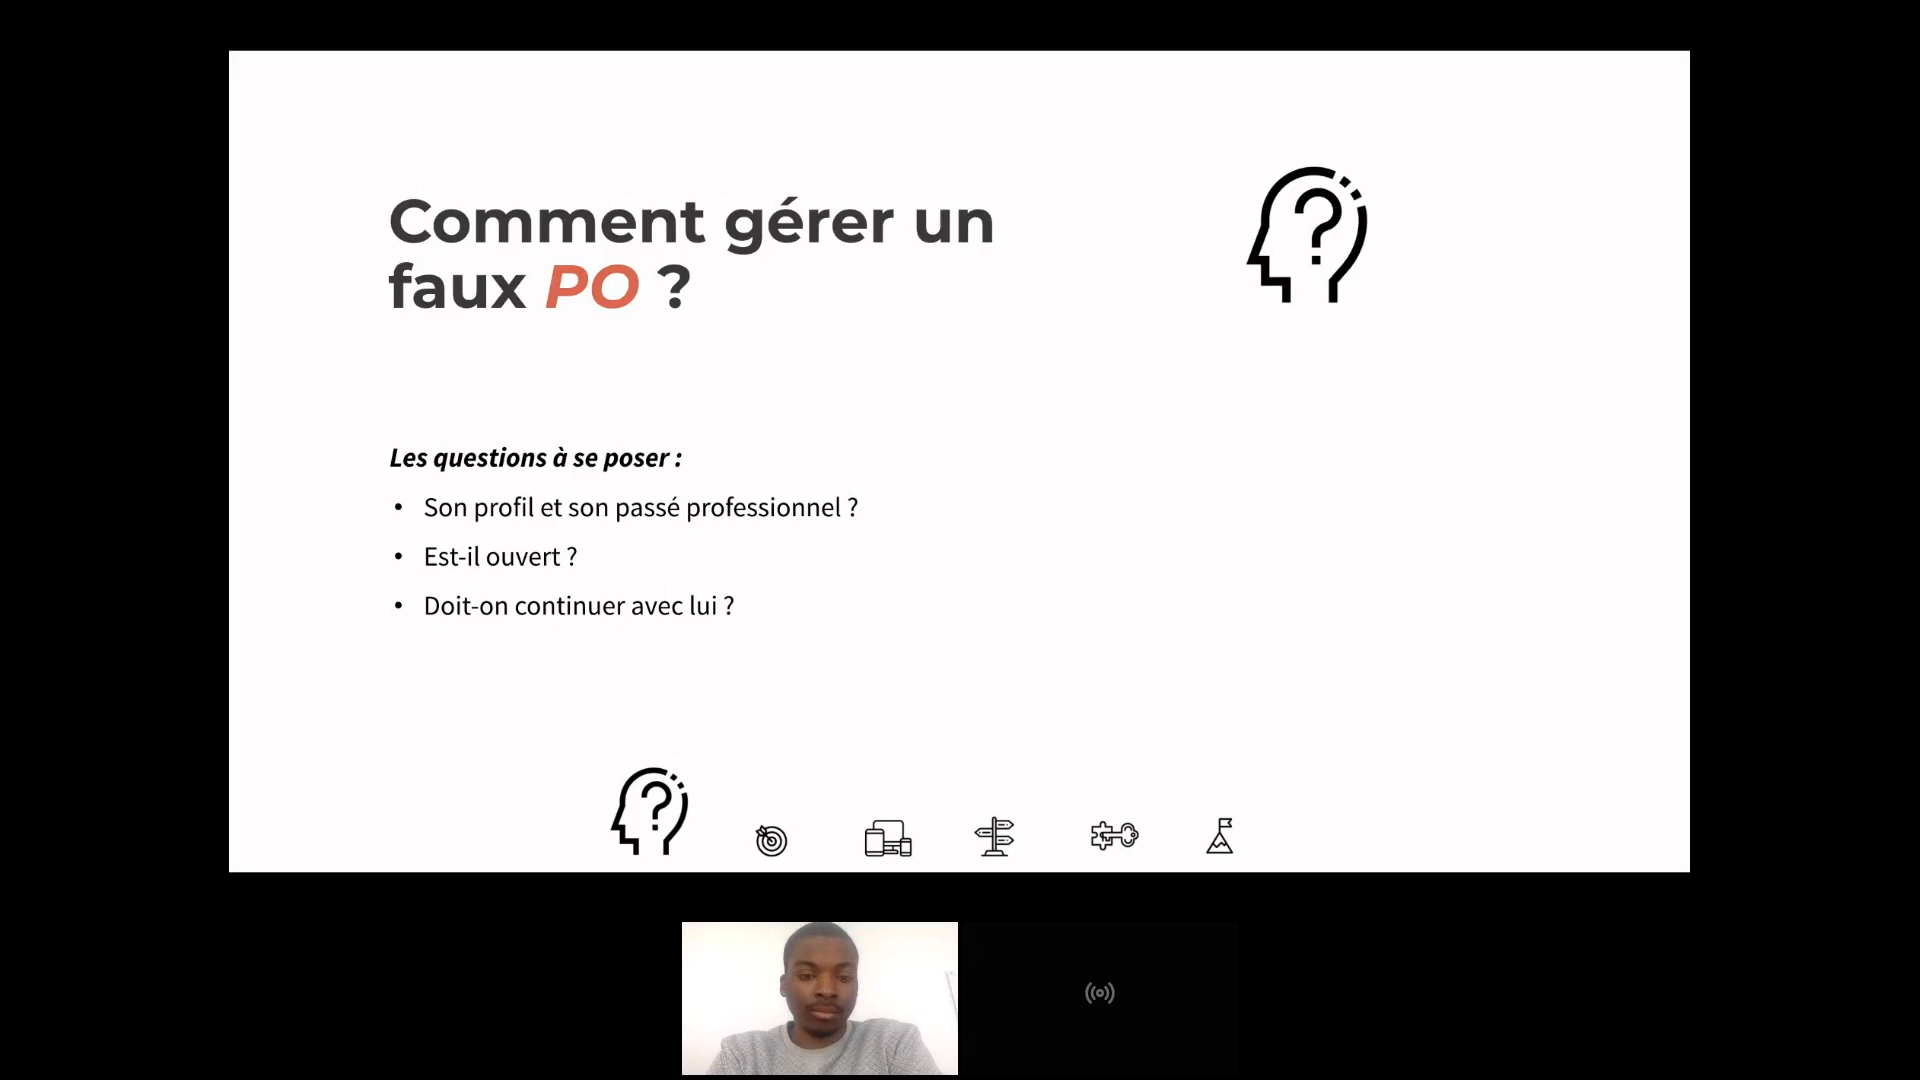 Comment gérer un
faux PO ?
Les questions à se poser :
• Son profil et son passé professionnel ?
• Est-il ouvert ?
• Doit-on continuer avec lui ?